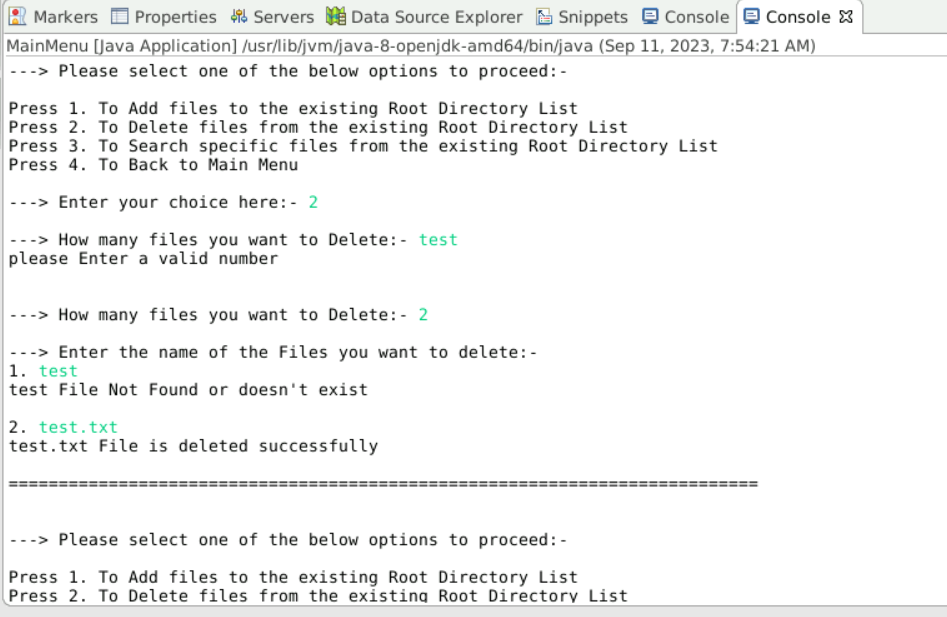 Markers Properties Servers Data Source Explorer Snippets Console Console
MainMenu [Java Application] /usr/lib/jvm/java-8-openjdk-amd64/bin/java (Sep 11, 2023, 7:54:21 AM)
---> Please select one of the below options to proceed:-
Press 1. To Add files to the existing Root Directory List
Press 2. To Delete files from the existing Root Directory List
Press 3. To Search specific files from the existing Root Directory List
Press 4. To Back to Main Menu
---> Enter your choice here:- 2
---> How many files you want to Delete:- test
please Enter a valid number
---> How many files you want to Delete:- 2
---> Enter the name of the Files you want to delete:-
1. test
test File Not Found or doesn't exist
2. test.txt
test.txt File is deleted successfully
===========================================================================
---> Please select one of the below options to proceed:-
Press 1. To Add files to the existing Root Directory List
Press 2. To Delete files from the existing Root Directory List